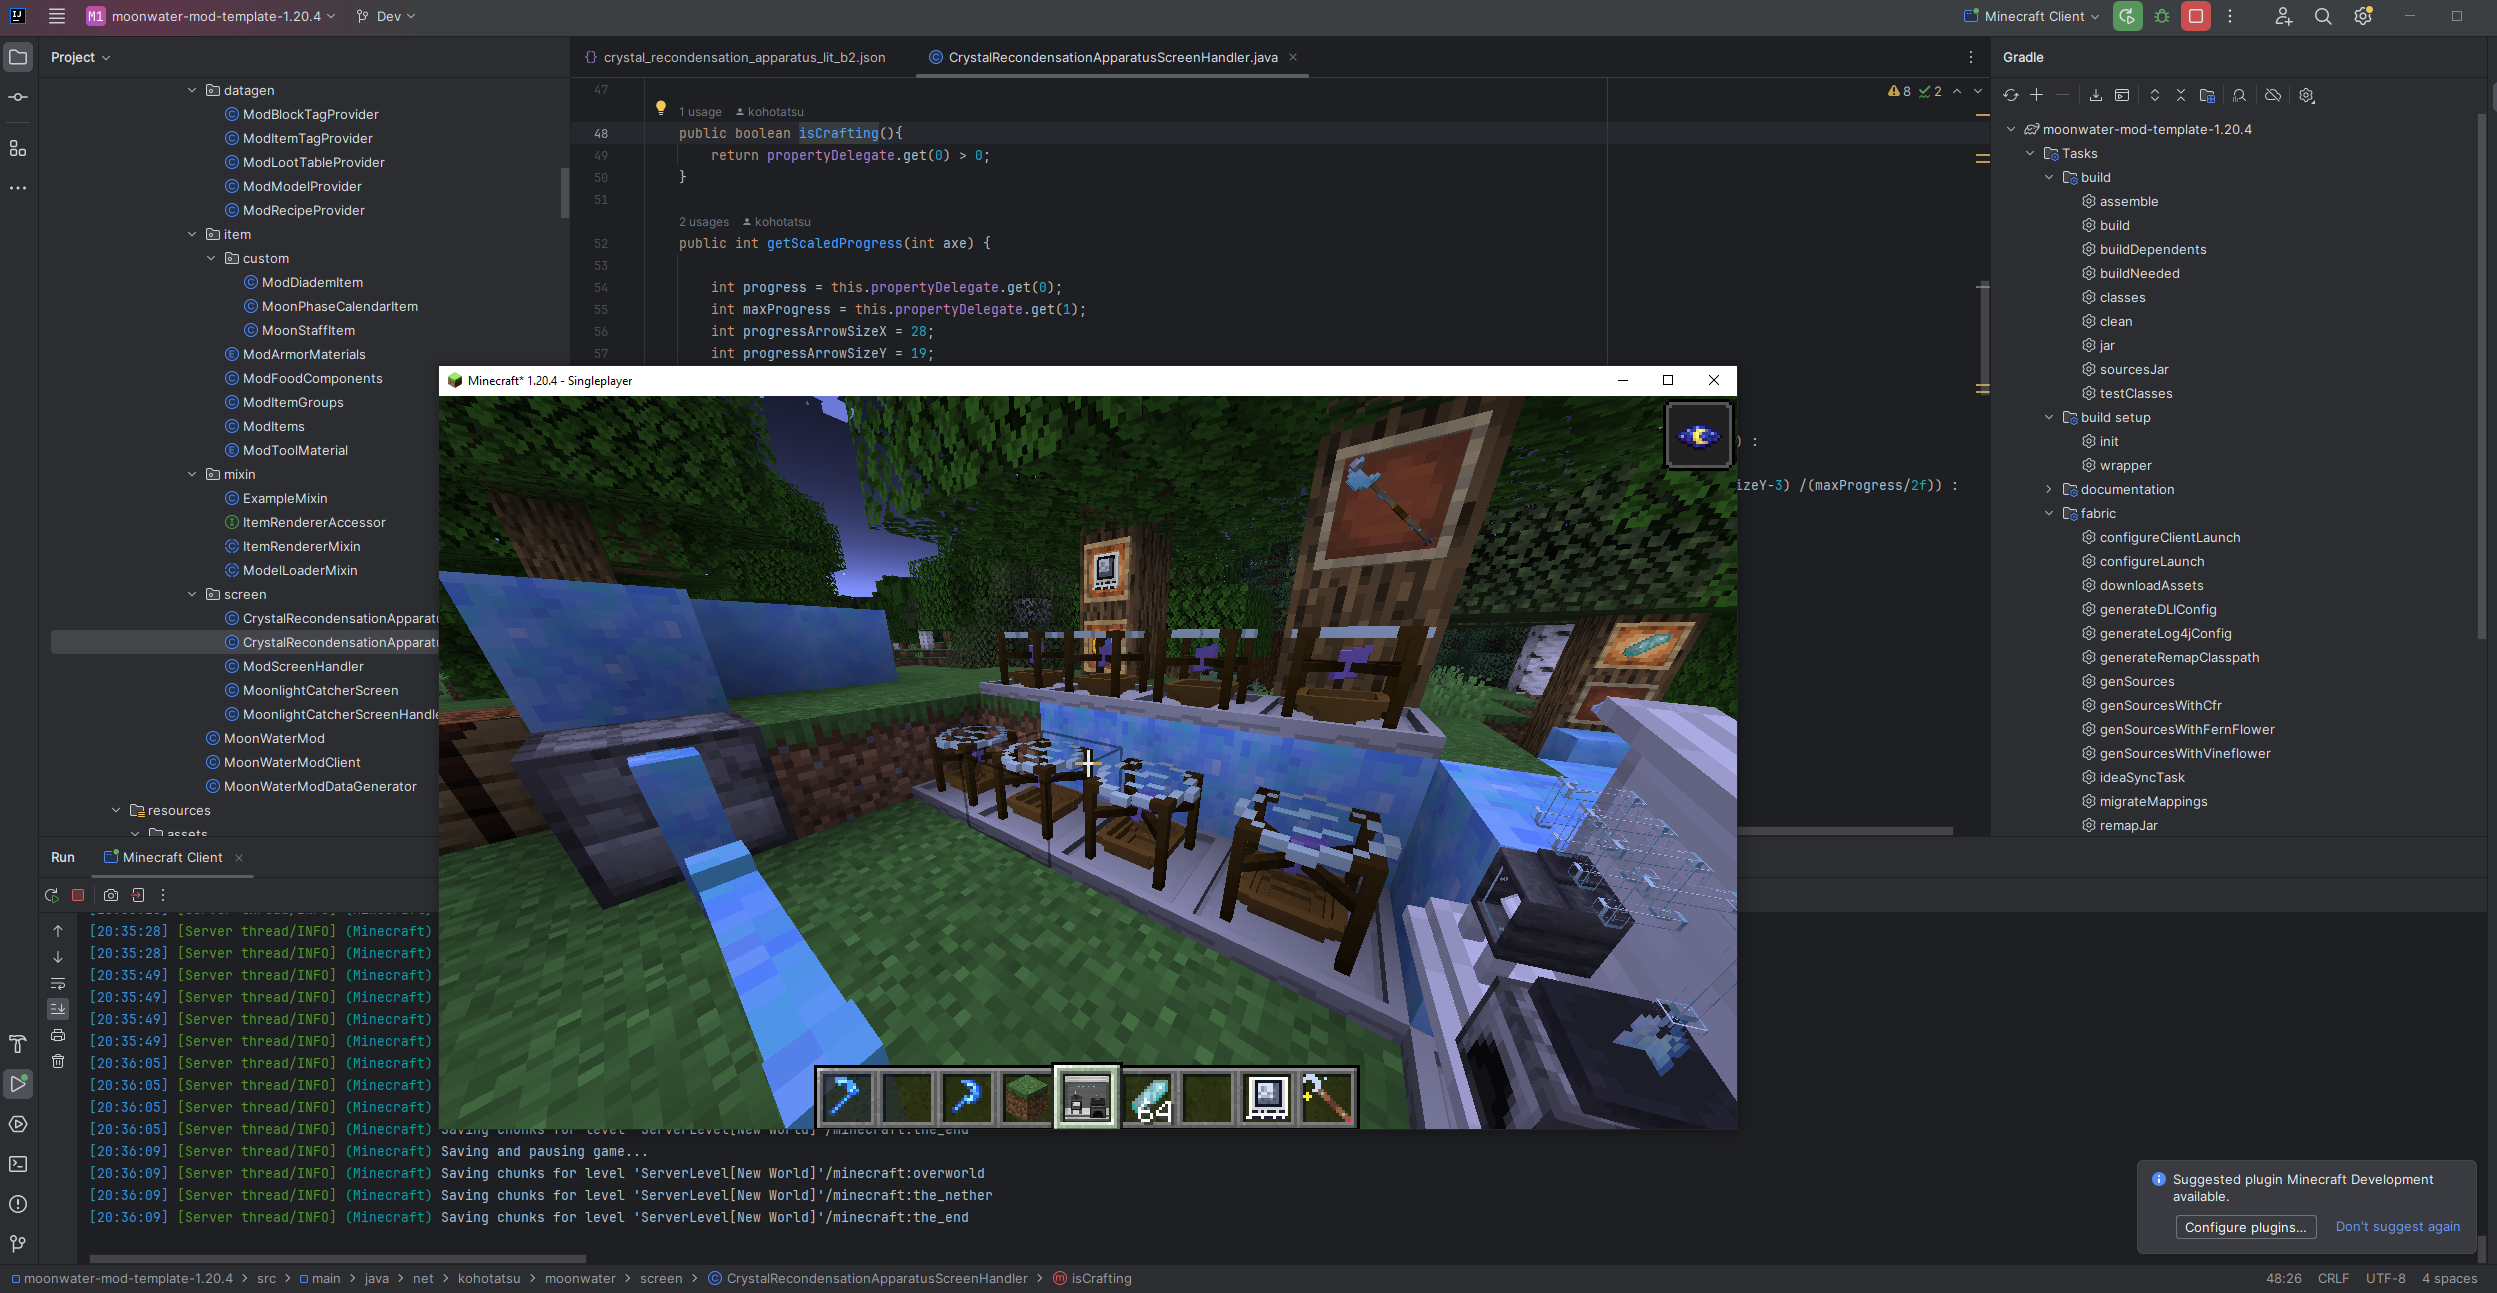 M1 moonwater-mod-template-1.20.4 Dev Minecraft Client
Project
datagen
ModBlockTagProvider
ModItemTagProvider
ModLootTableProvider
ModModelProvider
ModRecipeProvider
item
custom
ModDiademItem
MoonPhaseCalendarItem
MoonStaffItem
ModArmorMaterials
ModFoodComponents
ModItemGroups
ModItems
ModToolMaterial
mixin
ExampleMixin
ItemRendererAccessor
ItemRendererMixin
ModelLoaderMixin
screen
CrystalRecondensationApparatu
CrystalRecondensationApparatu
ModScreenHandler
MoonlightCatcherScreen
MoonlightCatcherScreenHandle
MoonWaterMod
MoonWaterModClient
MoonWaterModDataGenerator
resources
assets
crystal_recondensation_apparatus_lit_b2.json CrystalRecondensationApparatusScreenHandler.java
8 2
47
1 usage kohotatsu
48 public boolean isCrafting(){
49 return propertyDelegate.get(0) > 0;
50 }
51
2 usages kohotatsu
52 public int getScaledProgress(int axe) {
53
54 int progress = this.propertyDelegate.get(0);
55 int maxProgress = this.propertyDelegate.get(1);
56 int progressArrowSizeX = 28;
57 int progressArrowSizeY = 19;
) :
izeY-3) /(maxProgress/2f)) :
Minecraft* 1.20.4 - Singleplayer
64
Gradle
moonwater-mod-template-1.20.4
Tasks
build
assemble
build
buildDependents
buildNeeded
classes
clean
jar
sourcesJar
testClasses
build setup
init
wrapper
documentation
fabric
configureClientLaunch
configureLaunch
downloadAssets
generateDLIConfig
generateLog4jConfig
generateRemapClasspath
genSources
genSourcesWithCfr
genSourcesWithFernFlower
genSourcesWithVineflower
ideaSyncTask
migrateMappings
remapJar
Run Minecraft Client
[20:35:28] [Server thread/INFO] (Minecraft)
[20:35:28] [Server thread/INFO] (Minecraft)
[20:35:49] [Server thread/INFO] (Minecraft)
[20:35:49] [Server thread/INFO] (Minecraft)
[20:35:49] [Server thread/INFO] (Minecraft)
[20:35:49] [Server thread/INFO] (Minecraft)
[20:36:05] [Server thread/INFO] (Minecraft)
[20:36:05] [Server thread/INFO] (Minecraft)
[20:36:05] [Server thread/INFO] (Minecraft)
[20:36:05] [Server thread/INFO] (Minecraft) Saving chunks for level 'ServerLevel[New World]'/minecraft:the_end
[20:36:09] [Server thread/INFO] (Minecraft) Saving and pausing game...
[20:36:09] [Server thread/INFO] (Minecraft) Saving chunks for level 'ServerLevel[New World]'/minecraft:overworld
[20:36:09] [Server thread/INFO] (Minecraft) Saving chunks for level 'ServerLevel[New World]'/minecraft:the_nether
[20:36:09] [Server thread/INFO] (Minecraft) Saving chunks for level 'ServerLevel[New World]'/minecraft:the_end
Suggested plugin Minecraft Development
available.
Configure plugins... Don't suggest again
moonwater-mod-template-1.20.4 > src > main > java > net > kohotatsu > moonwater > screen > CrystalRecondensationApparatusScreenHandler > isCrafting
48:26 CRLF UTF-8 4 spaces